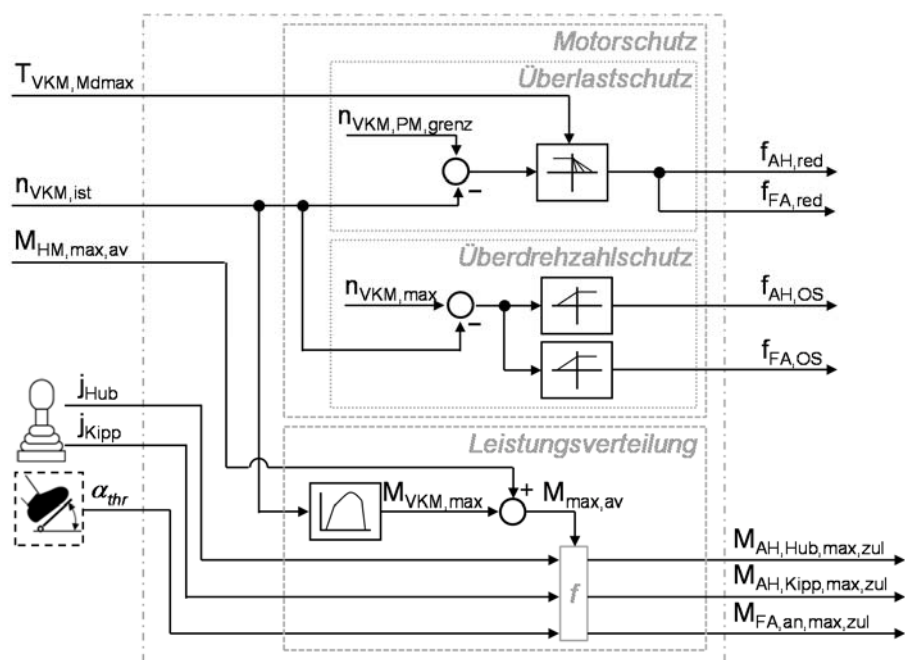 Motorschutz
Überlastschutz
T_VKM,Mdmax
n_VKM,PM,grenz
f_AH,red
n_VKM,ist
−
f_FA,red
M_HM,max,av
Überdrehzahlschutz
n_VKM,max
f_AH,OS
−
f_FA,OS
j_Hub
j_Kipp
Leistungsverteilung
α_thr
M_VKM,max
+
M_max,av
M_AH,Hub,max,zul
f
M_AH,Kipp,max,zul
M_FA,an,max,zul